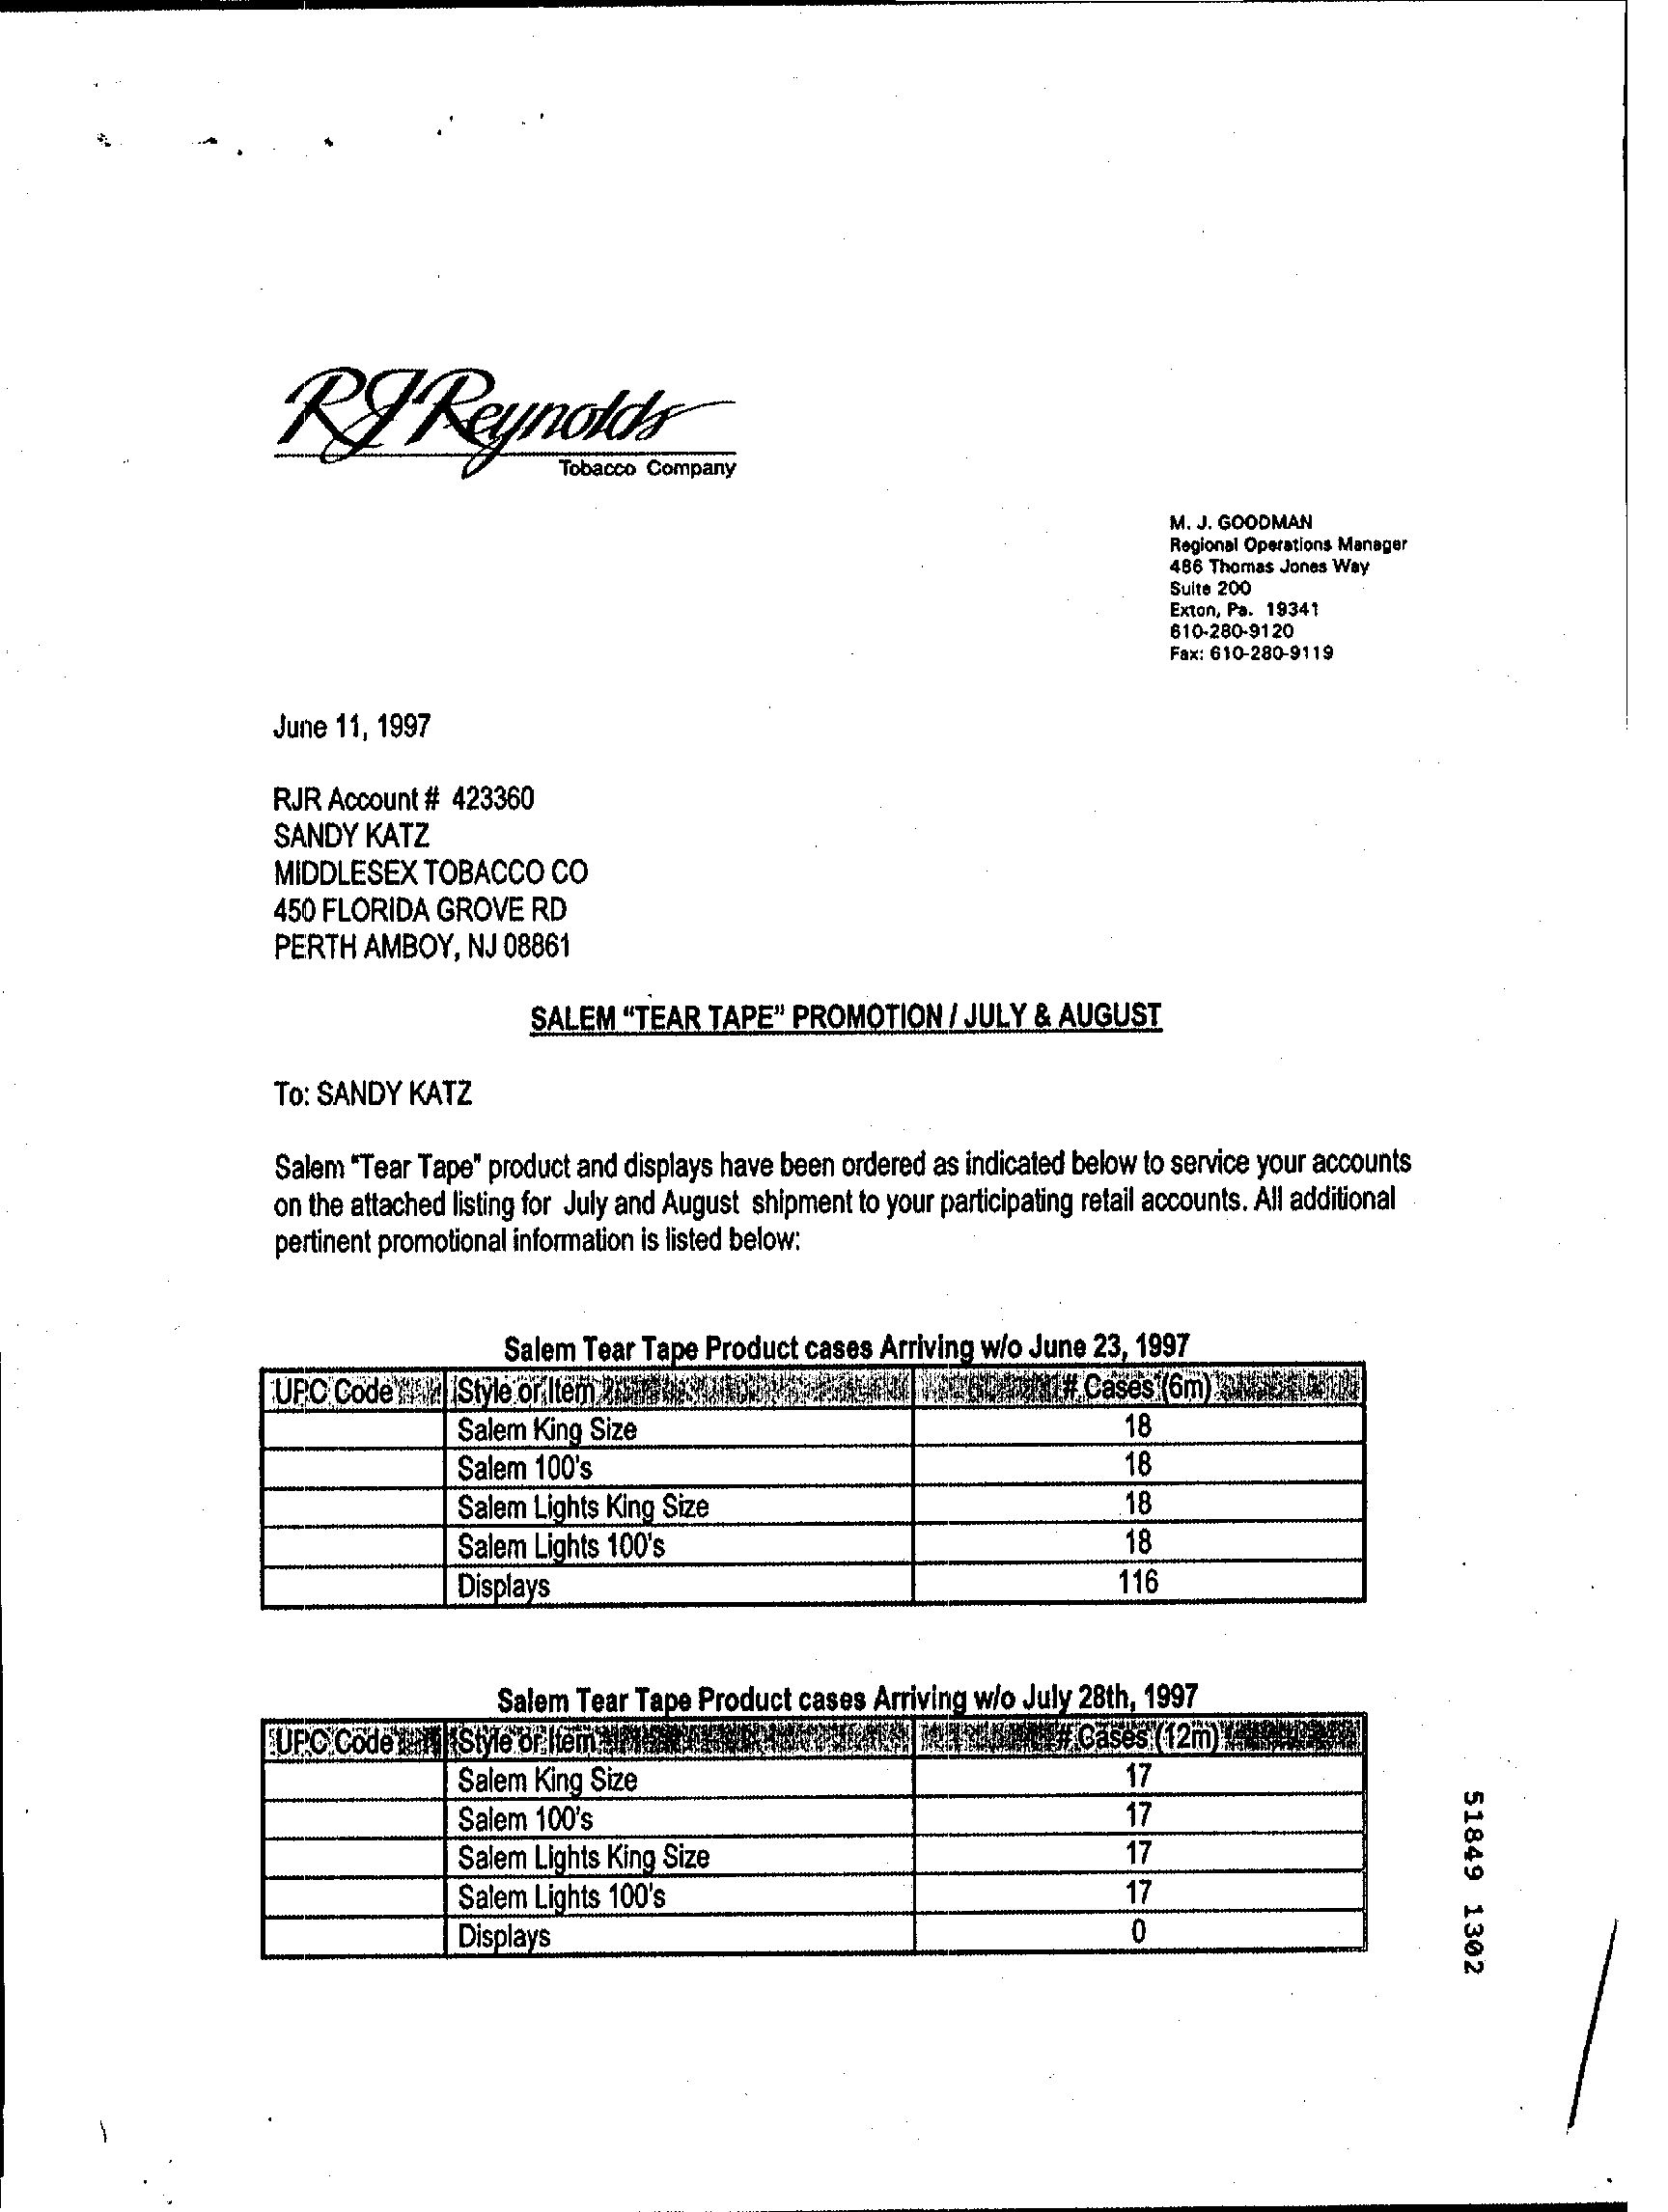 RJReynolds
Tobacco Company
M. J. GOODMAN
Regional Operations Manager
486 Thomas Jones Way
Suite 200
Exton, Pa. 19341
610-280-9120
Fax: 610-280-9119
June 11, 1997
RJR Account # 423360
SANDY KATZ
MIDDLESEX TOBACCO CO
450 FLORIDA GROVE RD
PERTH AMBOY, NJ 08861
SALEM "TEAR TAPE" PROMOTION / JULY & AUGUST
To: SANDY KATZ
Salem "Tear Tape" product and displays have been ordered as indicated below to service your accounts
on the attached listing for July and August shipment to your participating retail accounts. All additional
pertinent promotional information is listed below:
Salem Tear Tape Product cases Arriving w/o June 23, 1997
UPC Code Style or Item # Cases (6m)
Salem King Size 18
Salem 100's 18
Salem Lights King Size 18
Salem Lights 100's 18
Displays 116
Salem Tear Tape Product cases Arriving w/o July 28th, 1997
UPC Code Style or Item # Cases (12m)
Salem King Size 17
Salem 100's 17
Salem Lights King Size 17
Salem Lights 100's 17
Displays 0
51849 1302